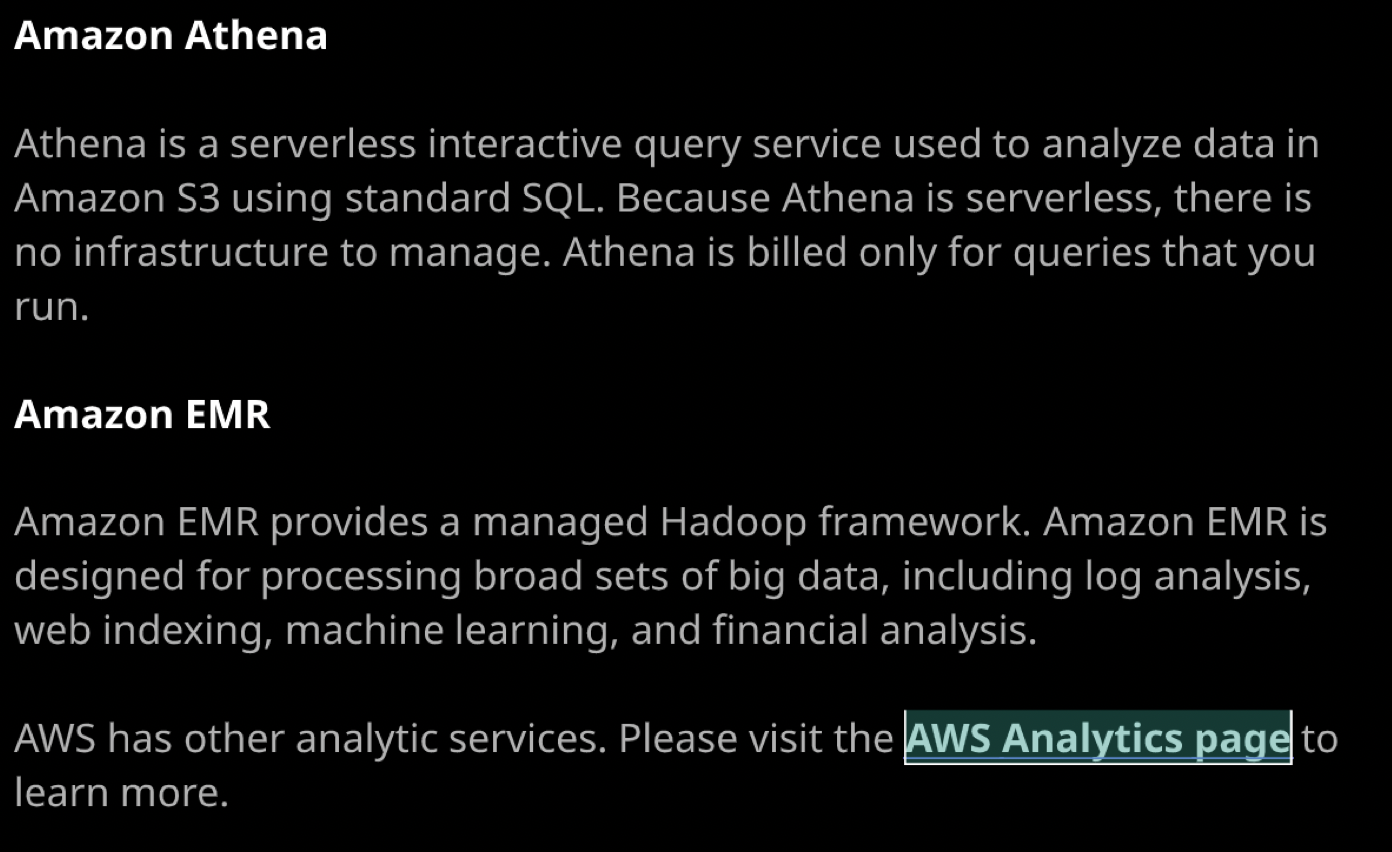 Amazon Athena
Athena is a serverless interactive query service used to analyze data in
Amazon S3 using standard SQL. Because Athena is serverless, there is
no infrastructure to manage. Athena is billed only for queries that you
run.
Amazon EMR
Amazon EMR provides a managed Hadoop framework. Amazon EMR is
designed for processing broad sets of big data, including log analysis,
web indexing, machine learning, and financial analysis.
AWS has other analytic services. Please visit the AWS Analytics page to
learn more.